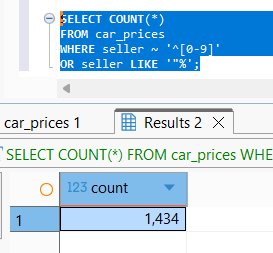 SELECT COUNT(*)
FROM car_prices
WHERE seller ~ '^[0-9]'
OR seller LIKE '"%';
car_prices 1
Results 2
SELECT COUNT(*) FROM car_prices WHE
123 count
1
1,434